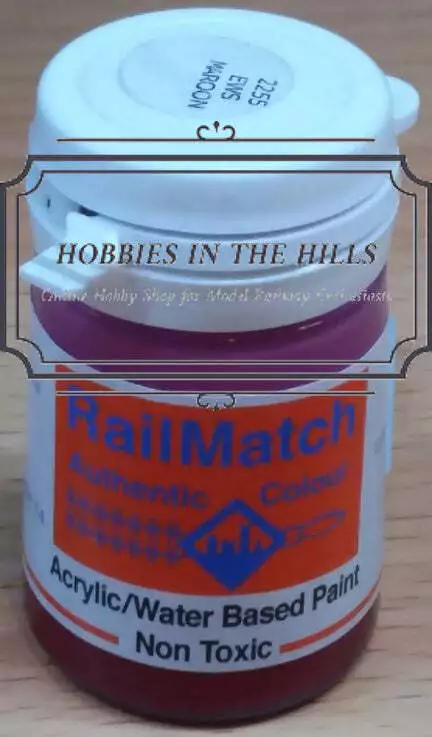 2255
EWS
MAROON
HOBBIES IN THE HILLS
Online Hobby Shop for Model Railway Enthusiasts
RailMatch
Authentic Colour
Acrylic/Water Based Paint
Non Toxic